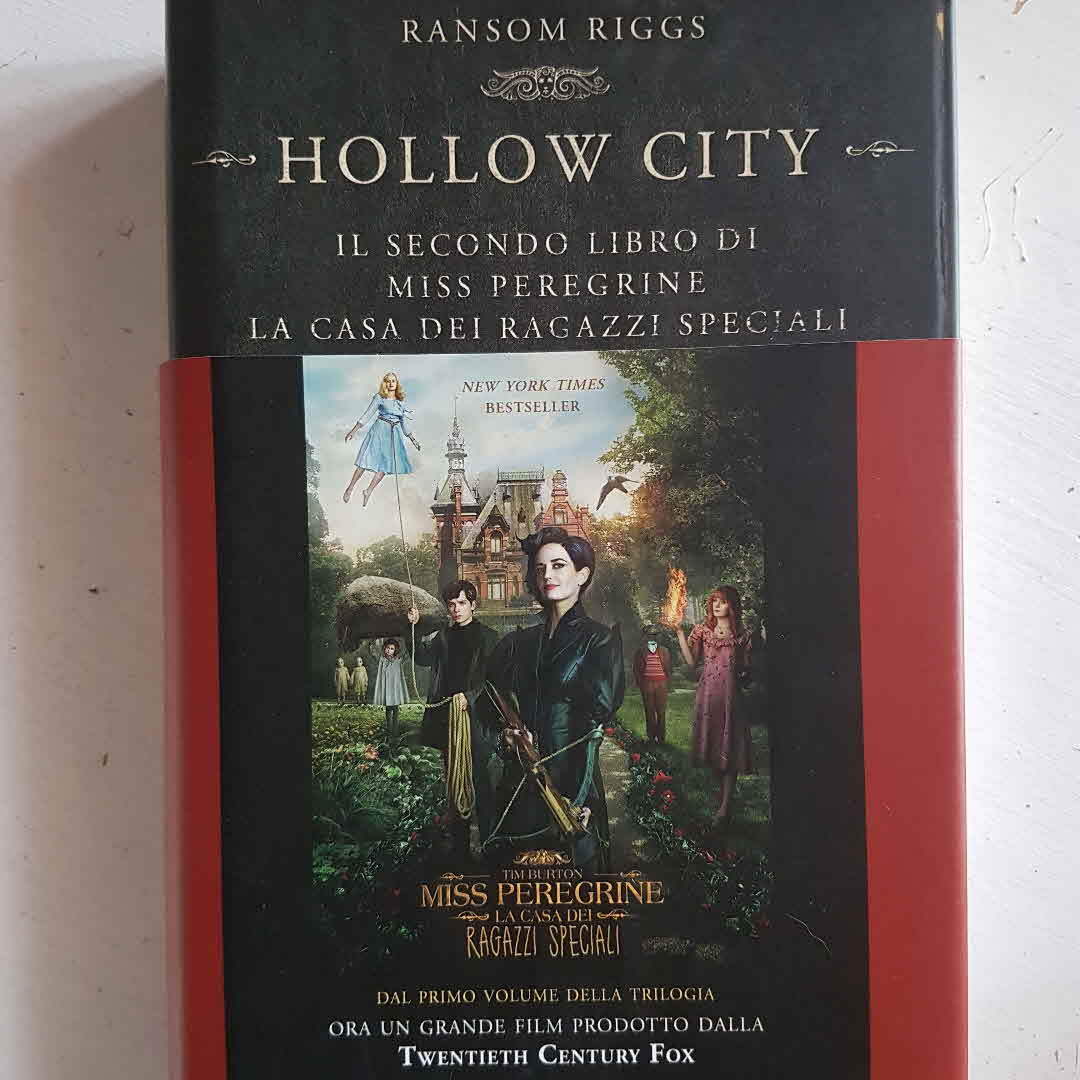 RANSOM RIGGS
HOLLOW CITY
IL SECONDO LIBRO DI
MISS PEREGRINE
LA CASA DEI RAGAZZI SPECIALI
NEW YORK TIMES
BESTSELLER
TIM BURTON
MISS PEREGRINE
LA CASA DEI
RAGAZZI SPECIALI
DAL PRIMO VOLUME DELLA TRILOGIA
ORA UN GRANDE FILM PRODOTTO DALLA
TWENTIETH CENTURY FOX